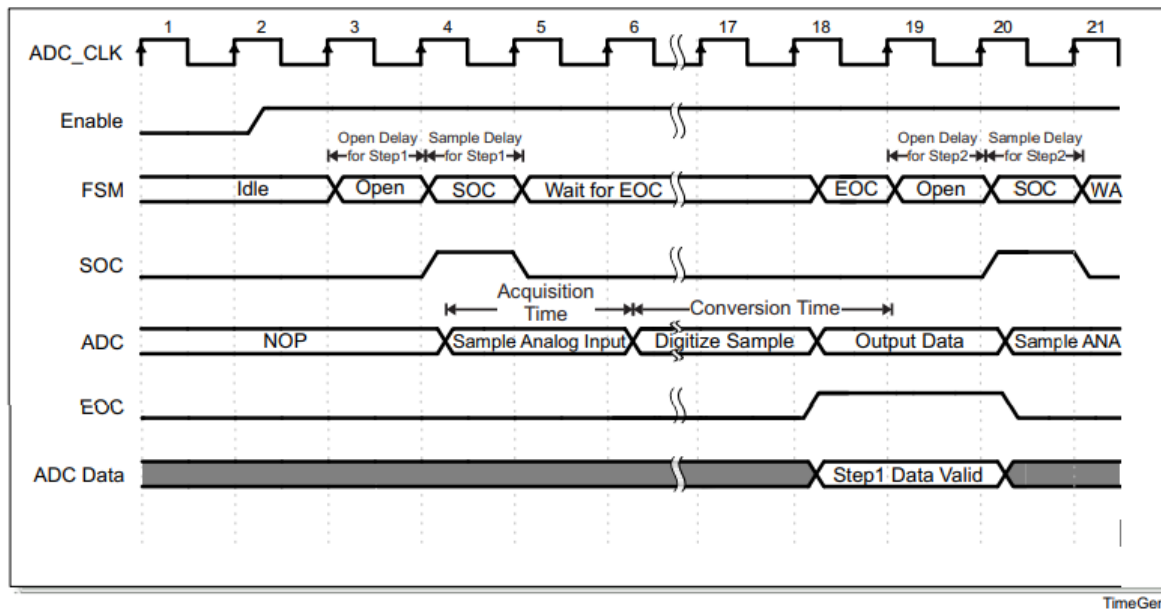 1 2 3 4 5 6 17 18 19 20 21
ADC_CLK
Enable
Open Delay for Step1
Sample Delay for Step1
Open Delay for Step2
Sample Delay for Step2
FSM Idle Open SOC Wait for EOC EOC Open SOC WA
SOC
Acquisition Time
Conversion Time
ADC NOP Sample Analog Input Digitize Sample Output Data Sample ANA
EOC
ADC Data Step1 Data Valid
TimeGen